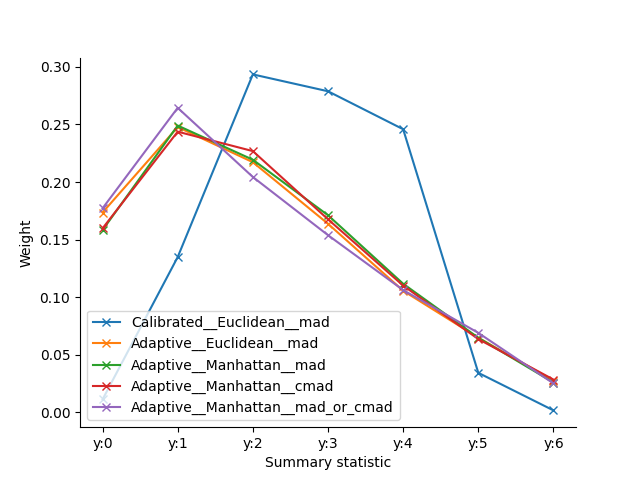 0.30
0.25
0.20
0.15
0.10
0.05
0.00
Weight
Calibrated__Euclidean__mad
Adaptive__Euclidean__mad
Adaptive__Manhattan__mad
Adaptive__Manhattan__cmad
Adaptive__Manhattan__mad_or_cmad
y:0 y:1 y:2 y:3 y:4 y:5 y:6
Summary statistic